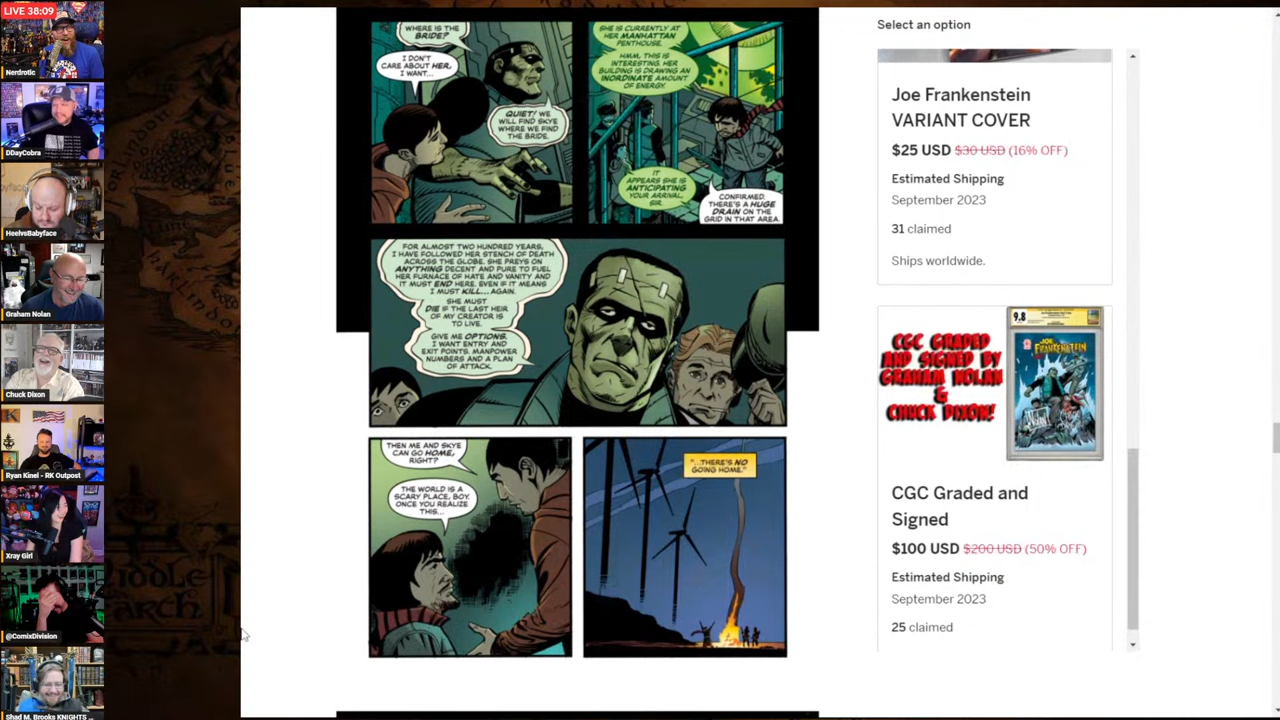 LIVE 38:09
Nerdrotic
DDayCobra
HeelvsBabyface
Graham Nolan
Chuck Dixon
Ryan Kinel - RK Outpost
Xray Girl
@ComixDivision
Shad M. Brooks KNIGHTS ...
WHERE IS THE
BRIDE?
I DON'T
CARE ABOUT HER,
I WANT...
QUIET! WE
WILL FIND SKYE
WHERE WE FIND
THE BRIDE.
SHE IS CURRENTLY AT
HER MANHATTAN
PENTHOUSE.
HMM, THIS IS
INTERESTING. HER
BUILDING IS DRAWING AN
INORDINATE AMOUNT
OF ENERGY.
IT
APPEARS SHE IS
ANTICIPATING
YOUR ARRIVAL,
SIR.
CONFIRMED.
THERE'S A HUGE
DRAIN ON THE
GRID IN THAT AREA.
FOR ALMOST TWO HUNDRED YEARS,
I HAVE FOLLOWED HER STENCH OF DEATH
ACROSS THE GLOBE. SHE PREYS ON
ANYTHING DECENT AND PURE TO FUEL
HER FURNACE OF HATE AND VANITY AND
IT MUST END HERE. EVEN IF IT MEANS
I MUST KILL... AGAIN.
SHE MUST
DIE IF THE LAST HEIR
OF MY CREATOR IS
TO LIVE.
GIVE ME OPTIONS.
I WANT ENTRY AND
EXIT POINTS. MANPOWER
NUMBERS AND A PLAN
OF ATTACK.
THEN ME AND SKYE
CAN GO HOME,
RIGHT?
THE WORLD IS A
SCARY PLACE, BOY.
ONCE YOU REALIZE
THIS...
"...THERE'S NO
GOING HOME."
Select an option
Joe Frankenstein
VARIANT COVER
$25 USD $30 USD (16% OFF)
Estimated Shipping
September 2023
31 claimed
Ships worldwide.
CGC GRADED
AND SIGNED BY
GRAHAM NOLAN
&
CHUCK DIXON!
9.8
JOE
FRANKENSTEIN
CGC Graded and
Signed
$100 USD $200 USD (50% OFF)
Estimated Shipping
September 2023
25 claimed